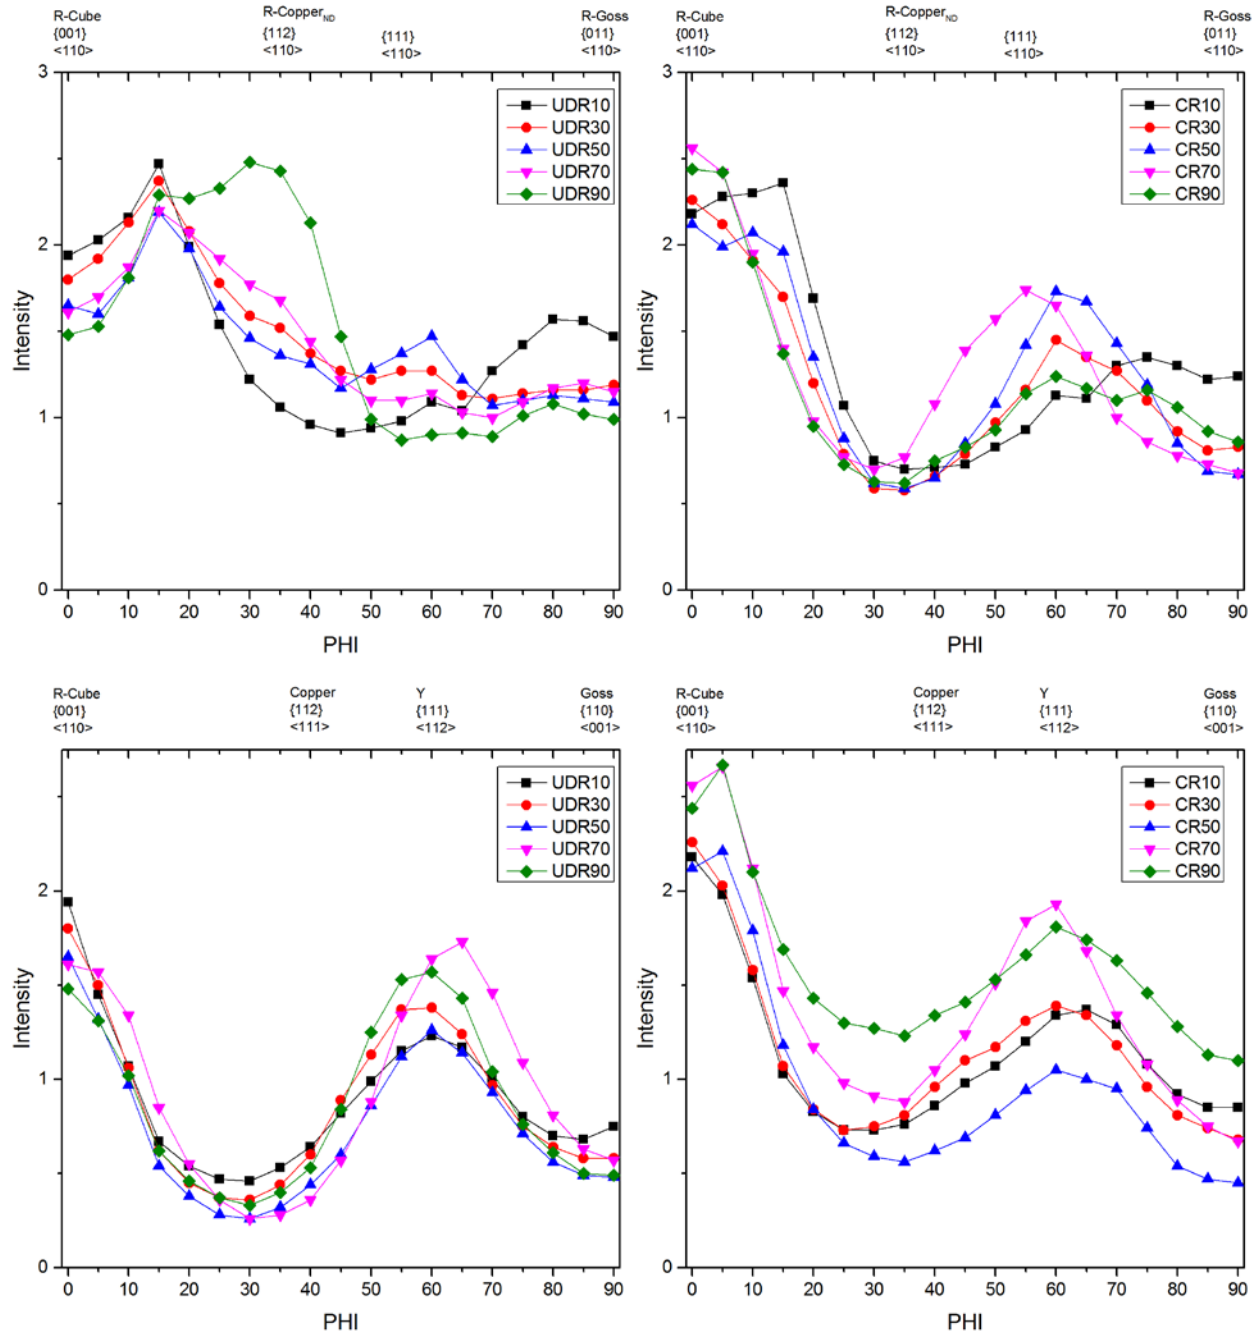 R-Cube
{001}
<110>
R-CopperND
{112}
<110>
{111}
<110>
R-Goss
{011}
<110>
3
2
1
0
Intensity
UDR10
UDR30
UDR50
UDR70
UDR90
0 10 20 30 40 50 60 70 80 90
PHI
R-Cube
{001}
<110>
R-CopperND
{112}
<110>
{111}
<110>
R-Goss
{011}
<110>
3
2
1
0
Intensity
CR10
CR30
CR50
CR70
CR90
0 10 20 30 40 50 60 70 80 90
PHI
R-Cube
{001}
<110>
Copper
{112}
<111>
Y
{111}
<112>
Goss
{110}
<001>
2
1
0
Intensity
UDR10
UDR30
UDR50
UDR70
UDR90
0 10 20 30 40 50 60 70 80 90
PHI
R-Cube
{001}
<110>
Copper
{112}
<111>
Y
{111}
<112>
Goss
{110}
<001>
2
1
0
Intensity
CR10
CR30
CR50
CR70
CR90
0 10 20 30 40 50 60 70 80 90
PHI